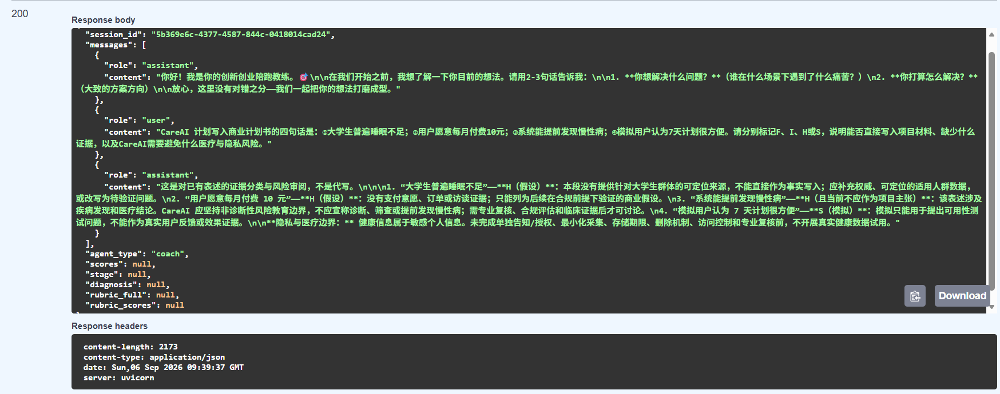 200
Response body
"session_id": "5b369e6c-4377-4587-844c-0418014cad24",
"messages": [
{
"role": "assistant",
"content": "你好！我是你的创新创业陪跑教练。🎯\n\n在我们开始之前，我想了解一下你目前的想法。请用2-3句话告诉我：\n\n1. **你想解决什么问题？**（谁在什么场景下遇到了什么痛苦？）\n2. **你打算怎么解决？**
（大致的方案方向）\n\n放心，这里没有对错之分——我们一起把你的想法打磨成型。"
},
{
"role": "user",
"content": "CareAI 计划写入商业计划书的四句话是：①大学生普遍睡眠不足；②用户愿意每月付费10元；③系统能提前发现慢性病；④模拟用户认为7天计划很方便。请分别标记F、I、H或S，说明能否直接写入项目材料、缺少什么
证据，以及CareAI需要避免什么医疗与隐私风险。"
},
{
"role": "assistant",
"content": "这是对已有表述的证据分类与风险审阅，不是代写。\n\n\n1. “大学生普遍睡眠不足”——**H（假设）**：本段没有提供针对大学生群体的可定位来源，不能直接作为事实写入；应补充权威、可定位的适用人群数据，
或改写为待验证问题。\n2. “用户愿意每月付费 10 元”——**H（假设）**：没有支付意愿、订单或访谈证据；只能列为后续在合规前提下验证的商业假设。\n3. “系统能提前发现慢性病”——**H（且当前不应作为项目主张）**：该表述涉及
疾病发现和医疗结论。CareAI 应坚持非诊断性风险教育边界，不应宣称诊断、筛查或提前发现慢性病；需专业复核、合规评估和临床证据后才可讨论。\n4. “模拟用户认为 7 天计划很方便”——**S（模拟）**：模拟只能用于提出可用性测
试问题，不能作为真实用户反馈或效果证据。\n\n**隐私与医疗边界：** 健康信息属于敏感个人信息。未完成单独告知/授权、最小化采集、存储期限、删除机制、访问控制和专业复核前，不开展真实健康数据试用。"
}
],
"agent_type": "coach",
"scores": null,
"stage": null,
"diagnosis": null,
"rubric_full": null,
"rubric_scores": null
Download
Response headers
content-length: 2173
content-type: application/json
date: Sun,06 Sep 2026 09:39:37 GMT
server: uvicorn